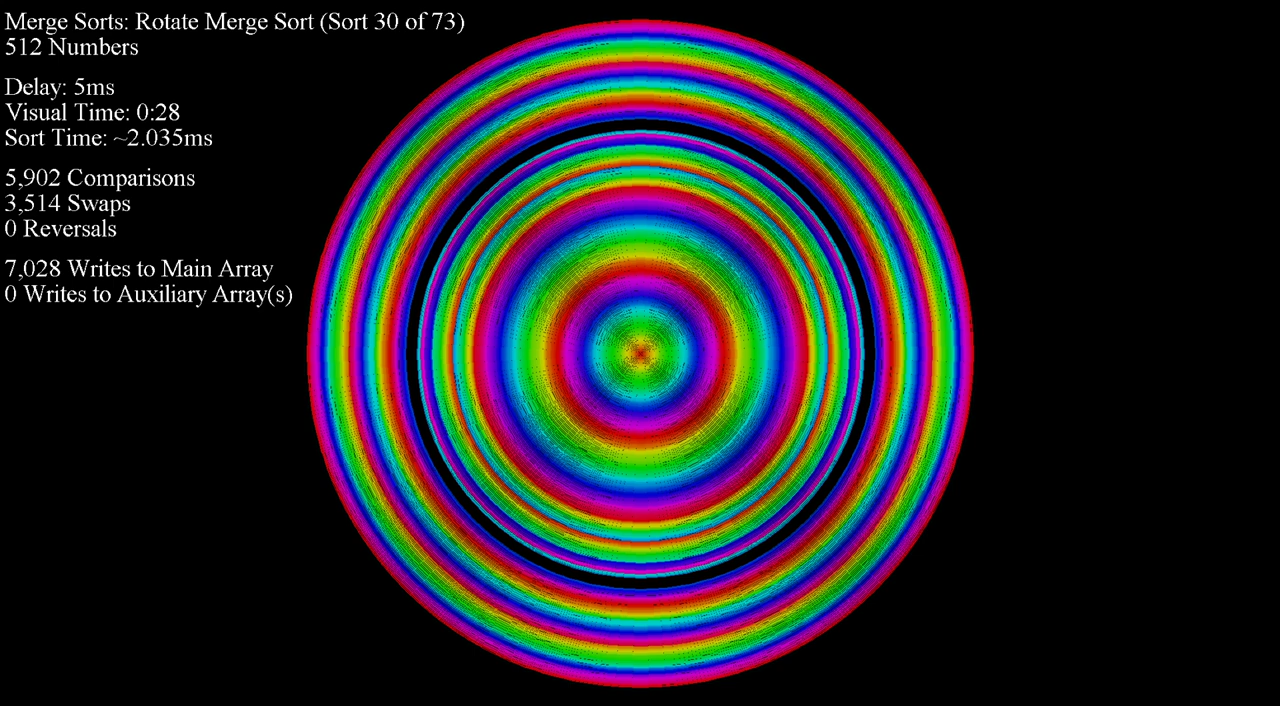 Merge Sorts: Rotate Merge Sort (Sort 30 of 73)
512 Numbers
Delay: 5ms
Visual Time: 0:28
Sort Time: ~2.035ms
5,902 Comparisons
3,514 Swaps
0 Reversals
7,028 Writes to Main Array
0 Writes to Auxiliary Array(s)